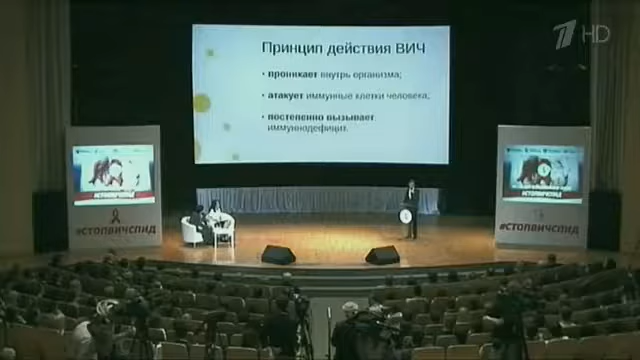 Принцип действия ВИЧ
1 HD
• проникает внутрь организма;
• атакует иммунные клетки человека;
• постепенно вызывает
иммунодефицит.
#СТОПВИЧСПИД
#СТОПВИЧСПИД
#СТОПВИЧСПИД
#СТОПВИЧСПИД